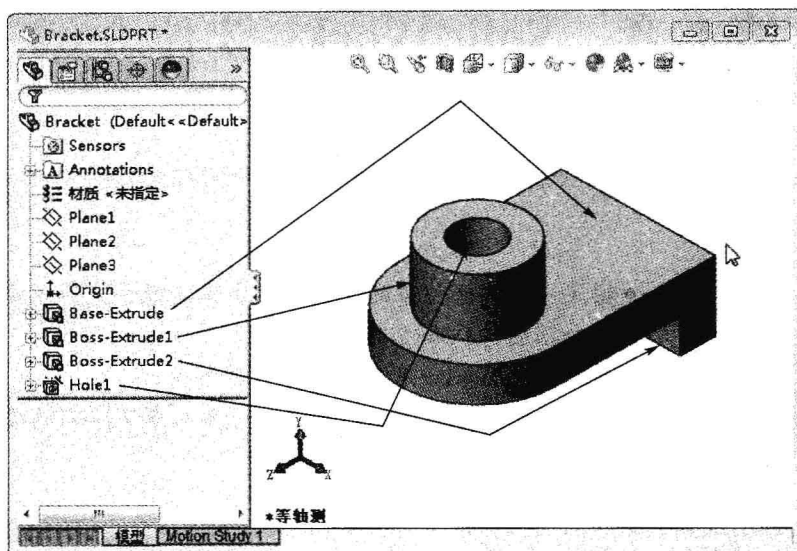 Bracket.SLDPRT *
»
Bracket (Default<<Default>
Sensors
A Annotations
材质 <未指定>
Plane1
Plane2
Plane3
Origin
Base-Extrude
Boss-Extrude1
Boss-Extrude2
Hole1
Y
Z X
*等轴测
模型 Motion Study 1